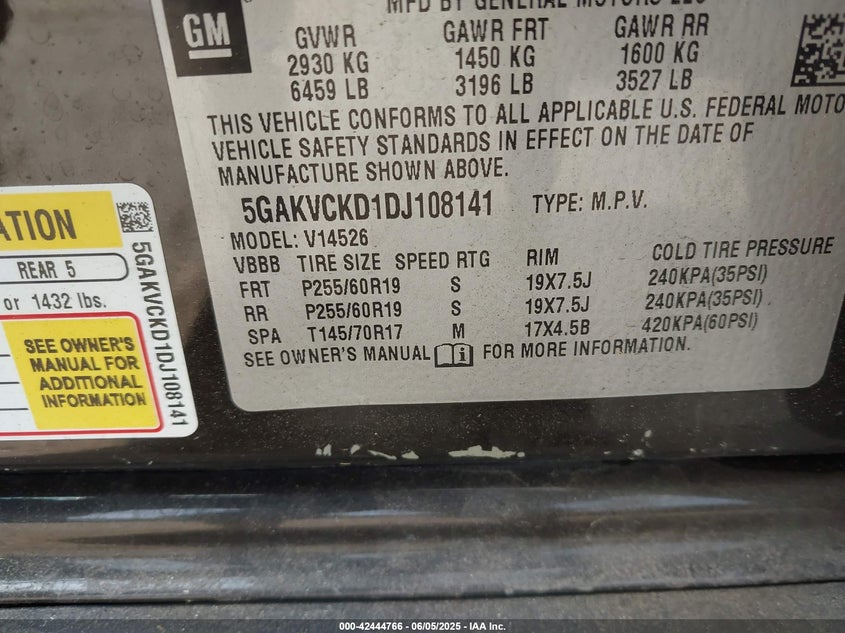 MFD BY GENERAL MOTORS LLC
GM
GVWR GAWR FRT GAWR RR
2930 KG 1450 KG 1600 KG
6459 LB 3196 LB 3527 LB
THIS VEHICLE CONFORMS TO ALL APPLICABLE U.S. FEDERAL MOTO
VEHICLE SAFETY STANDARDS IN EFFECT ON THE DATE OF
MANUFACTURE SHOWN ABOVE.
5GAKVCKD1DJ108141 TYPE: M.P.V.
MODEL: V14526
VBBB TIRE SIZE SPEED RTG RIM COLD TIRE PRESSURE
FRT P255/60R19 S 19X7.5J 240KPA(35PSI)
RR P255/60R19 S 19X7.5J 240KPA(35PSI)
SPA T145/70R17 M 17X4.5B 420KPA(60PSI)
SEE OWNER'S MANUAL FOR MORE INFORMATION.
ATION
REAR 5
or 1432 lbs.
SEE OWNER'S
MANUAL FOR
ADDITIONAL
INFORMATION
5GAKVCKD1DJ108141
000-42444766 - 06/05/2025 - IAA Inc.